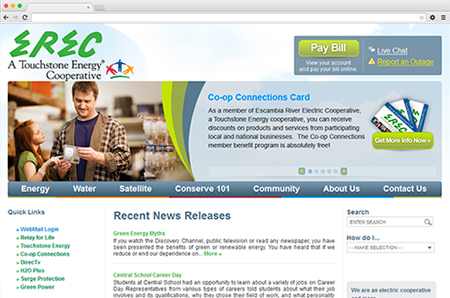 EREC
A Touchstone Energy®
Cooperative
Pay Bill
View your account
and pay your bill online.
Live Chat
Report an Outage
Co-op Connections Card
As a member of Escambia River Electric Cooperative,
a Touchstone Energy cooperative, you can receive
discounts on products and services from participating
local and national businesses. The Co-op Connections
member benefit program is absolutely free!
EREC
Get More Info Now »
Energy
Water
Satellite
Conserve 101
Community
About Us
Contact Us
Quick Links
» WebMail Login
» Relay for Life
» Touchstone Energy
» Co-op Connections
» DirecTv
» H2O Plus
» Surge Protection
» Power Greent
Recent News Releases
Green Energy Myths
If you watch the Discovery Channel, public television or read any newspaper, you have
been presented the benefits of green or renewable energy. You have heard that if we
reduce or end our dependence on... More »
Central School Career Day
Students at Central School had an opportunity to learn about a variety of jobs on Career
Day Representatives from various types of careers told students about what their job
involves and its qualifications, why they chose their field of work, and what personality
Search
ENTER SEARCH
How do I...
-- MAKE SELECTION --
We are an electric cooperative